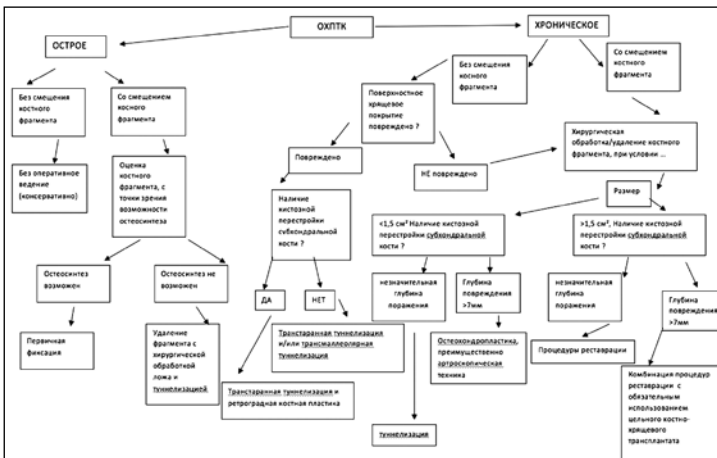 ОХПТК
ОСТРОЕ
ХРОНИЧЕСКОЕ
Без смещения
костного
фрагмента
Со смещением
костного
фрагмента
Без смещения
косного
фрагмента
Со смещением
костного
фрагмента
Без оперативное
ведение
(консервативно)
Оценка
костного
фрагмента, с
точки зрения
возможности
остеосинтеза
Остеосинтез
возможен
Остеосинтез не
возможен
Первичная
фиксация
Удаление
фрагмента с
хирургической
обработкой
ложа и
туннелизацией
Поверхностное
хрящевое
покрытие
повреждено ?
Повреждено
НЕ повреждено
Наличие
кистозной
перестройки
субхондральной
кости ?
ДА
НЕТ
Транстаранная туннелизация
и/или трансмаллеолярная
туннелизация
Транстаранная туннелизация и
ретроградная костная пластика
Хирургическая
обработка/удаление костного
фрагмента, при условии ...
Размер
<1,5 см² Наличие кистозной
перестройки субхондральной
кости ?
>1,5 см², Наличие кистозной
перестройки субхондральной
кости ?
незначительная
глубина
поражения
Глубина
повреждения
>7мм
незначительная
глубина
поражения
Глубина
повреждения
>7мм
туннелизация
Остеохондропластика,
преимущественно
артроскопическая
техника
Процедуры реставрации
Комбинация процедур
реставрации с
обязательным
использованием
цельного костно-
хрящевого
трансплантата